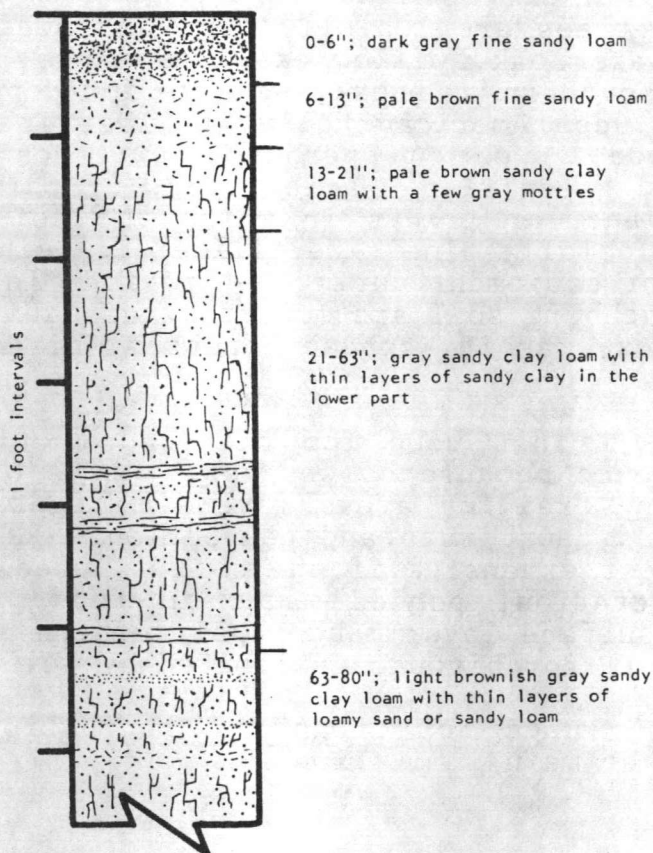 0-6"; dark gray fine sandy loam
6-13"; pale brown fine sandy loam
13-21"; pale brown sandy clay
loam with a few gray mottles
1 foot intervals
21-63"; gray sandy clay loam with
thin layers of sandy clay in the
lower part
63-80"; light brownish gray sandy
clay loam with thin layers of
loamy sand or sandy loam